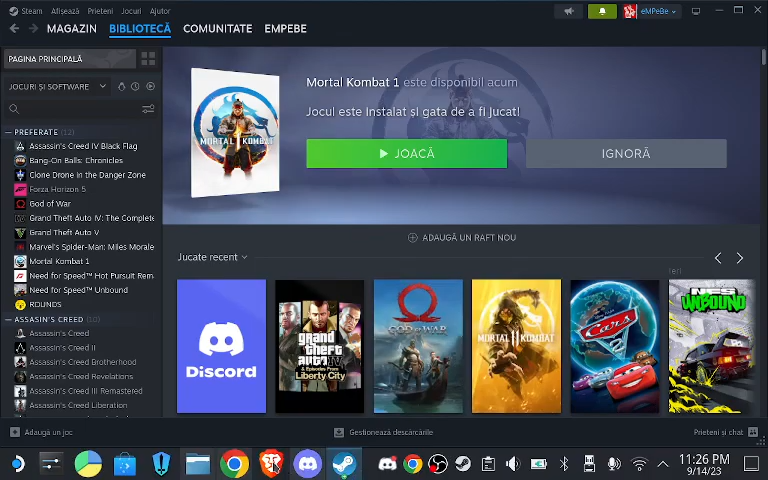 Steam Afișează Prieteni Jocuri Ajutor
eMPeBe
MAGAZIN BIBLIOTECĂ COMUNITATE EMPEBE
PAGINA PRINCIPALĂ
JOCURI ȘI SOFTWARE
PREFERATE (12)
Assassin's Creed IV Black Flag
Bang-On Balls: Chronicles
Clone Drone in the Danger Zone
Forza Horizon 5
God of War
Grand Theft Auto IV: The Complete
Grand Theft Auto V
Marvel's Spider-Man: Miles Morale
Mortal Kombat 1
Need for Speed™ Hot Pursuit Rem
Need for Speed™ Unbound
ROUNDS
ASSASIN'S CREED (10)
Assassin's Creed
Assassin's Creed II
Assassin's Creed Brotherhood
Assassin's Creed Revelations
Assassin's Creed III Remastered
Assassin's Creed Liberation
MORTAL KOMBAT
Mortal Kombat 1 este disponibil acum
Jocul este instalat și gata de a fi jucat!
JOACĂ
IGNORĂ
ADAUGĂ UN RAFT NOU
Jucate recent
Ieri
Discord
grand theft auto IV
& Episodes From Liberty City
GOD OF WAR
MORTAL KOMBAT 11
Cars 2
NFS UNBOUND
Adaugă un joc
Gestionează descărcările
Prieteni și chat
11:26 PM
9/14/23